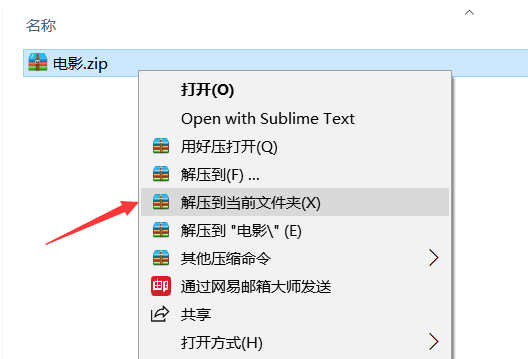 名称
电影.zip
打开(O)
Open with Sublime Text
用好压打开(Q)
解压到(F) ...
解压到当前文件夹(X)
解压到 "电影\" (E)
其他压缩命令
邮 通过网易邮箱大师发送
共享
打开方式(H)